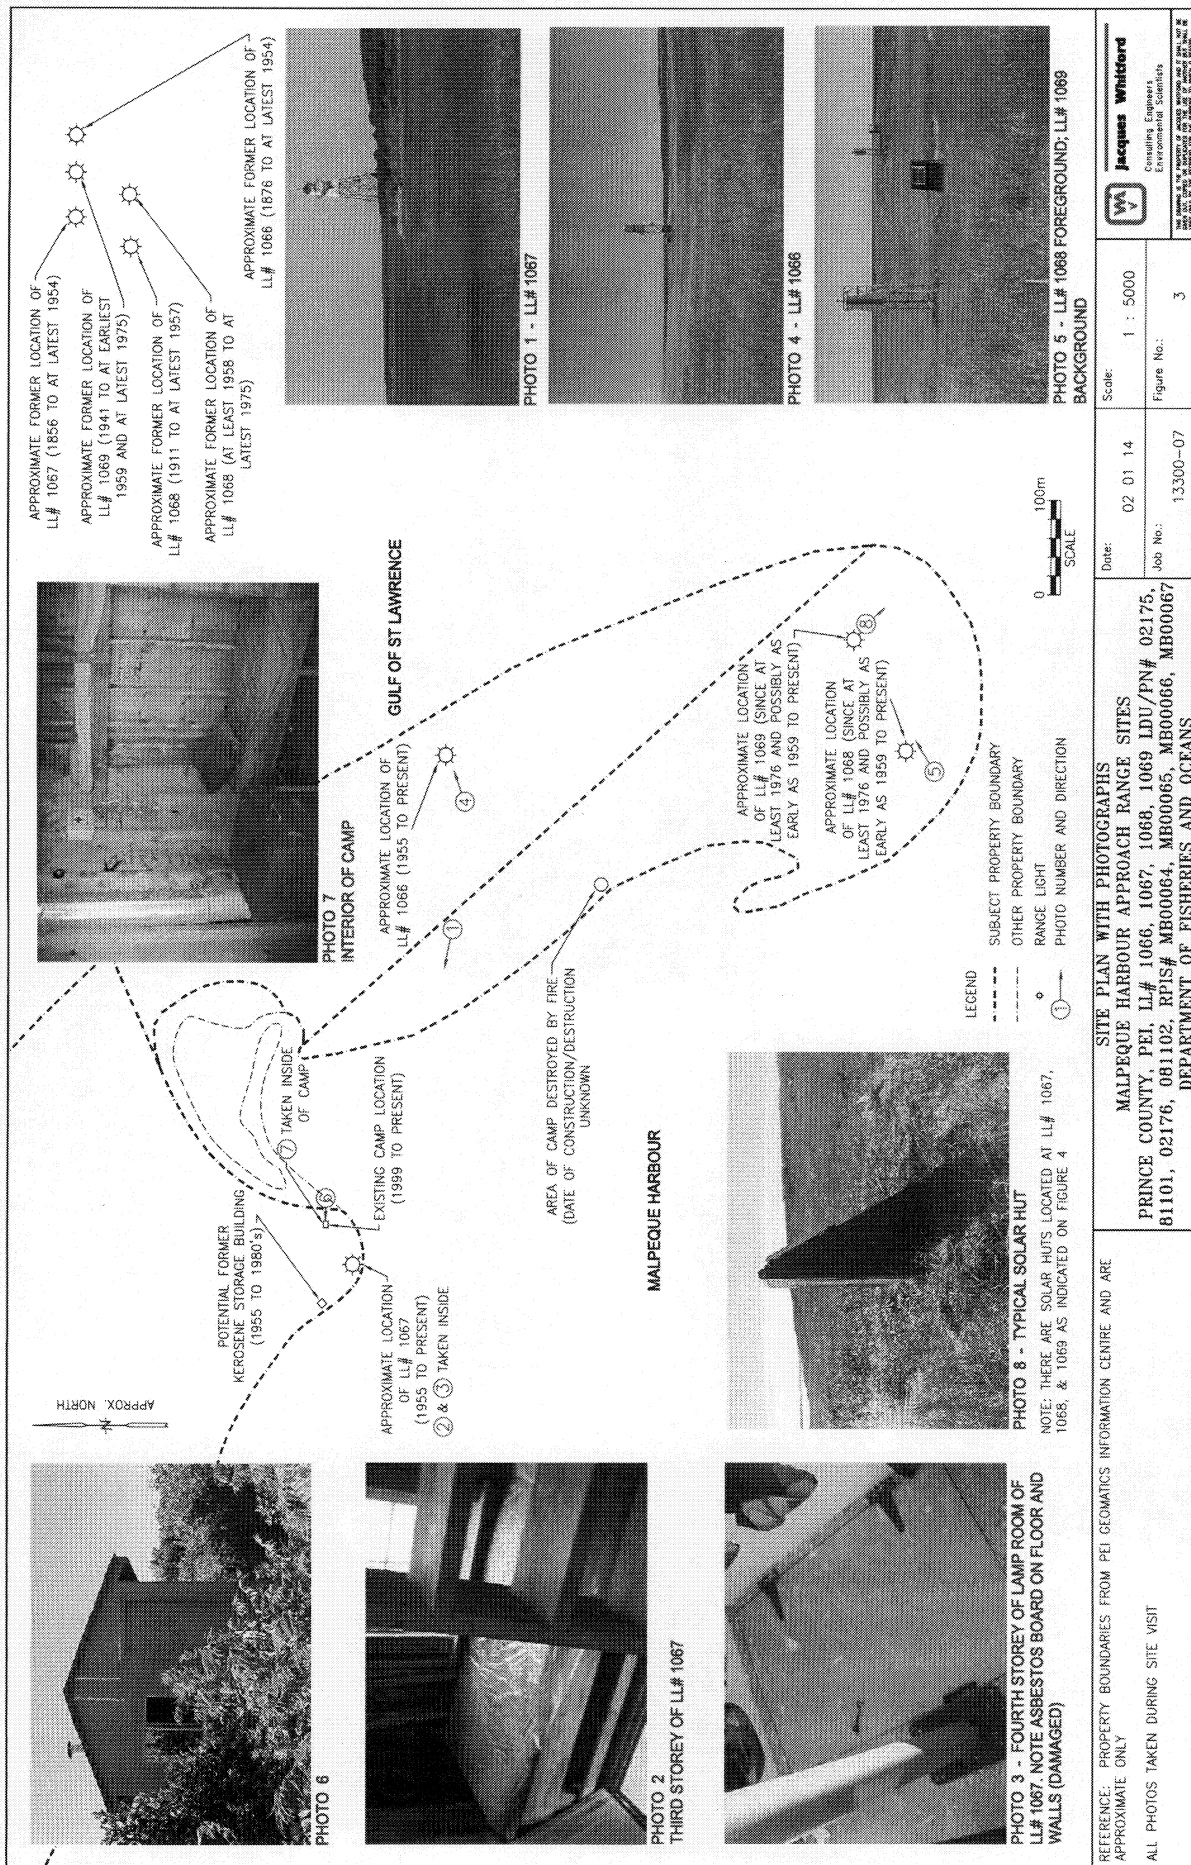 APPROX. NORTH
N
PHOTO 6
PHOTO 2
THIRD STOREY OF LL# 1067
PHOTO 3 - FOURTH STOREY OF LAMP ROOM OF
LL# 1067. NOTE ASBESTOS BOARD ON FLOOR AND
WALLS (DAMAGED)
POTENTIAL FORMER
KEROSENE STORAGE BUILDING
(1955 TO 1980's)
APPROXIMATE LOCATION
OF LL# 1067
(1955 TO PRESENT)
② & ③ TAKEN INSIDE
⑦ TAKEN INSIDE
OF CAMP
⑥
EXISTING CAMP LOCATION
(1999 TO PRESENT)
PHOTO 7
INTERIOR OF CAMP
APPROXIMATE LOCATION OF
LL# 1066 (1955 TO PRESENT)
①
④
GULF OF ST LAWRENCE
AREA OF CAMP DESTROYED BY FIRE
(DATE OF CONSTRUCTION/DESTRUCTION
UNKNOWN
MALPEQUE HARBOUR
APPROXIMATE LOCATION
OF LL# 1069 (SINCE AT
LEAST 1976 AND POSSIBLY AS
EARLY AS 1959 TO PRESENT)
⑧
APPROXIMATE LOCATION
OF LL# 1068 (SINCE AT
LEAST 1976 AND POSSIBLY AS
EARLY AS 1959 TO PRESENT)
⑤
PHOTO 8 - TYPICAL SOLAR HUT
NOTE: THERE ARE SOLAR HUTS LOCATED AT LL# 1067,
1068, & 1069 AS INDICATED ON FIGURE 4
LEGEND
SUBJECT PROPERTY BOUNDARY
OTHER PROPERTY BOUNDARY
RANGE LIGHT
① PHOTO NUMBER AND DIRECTION
0 100m
SCALE
APPROXIMATE FORMER LOCATION OF
LL# 1067 (1856 TO AT LATEST 1954)
APPROXIMATE FORMER LOCATION OF
LL# 1069 (1941 TO AT EARLIEST
1959 AND AT LATEST 1975)
APPROXIMATE FORMER LOCATION OF
LL# 1068 (1911 TO AT LATEST 1957)
APPROXIMATE FORMER LOCATION OF
LL# 1068 (AT LEAST 1958 TO AT
LATEST 1975)
APPROXIMATE FORMER LOCATION OF
LL# 1066 (1876 TO AT LATEST 1954)
PHOTO 1 - LL# 1067
PHOTO 4 - LL# 1066
PHOTO 5 - LL# 1068 FOREGROUND; LL# 1069
BACKGROUND
REFERENCE: PROPERTY BOUNDARIES FROM PEI GEOMATICS INFORMATION CENTRE AND ARE
APPROXIMATE ONLY
ALL PHOTOS TAKEN DURING SITE VISIT
SITE PLAN WITH PHOTOGRAPHS
MALPEQUE HARBOUR APPROACH RANGE SITES
PRINCE COUNTY, PEI, LL# 1066, 1067, 1068, 1069 LDU/PN# 02175,
81101, 02176, 081102, RPIS# MB00064, MB00065, MB00066, MB00067
DEPARTMENT OF FISHERIES AND OCEANS
Date:
02 01 14
Scale:
1 : 5000
Job No.:
13300-07
Figure No.:
3
Jacques Whitford
Consulting Engineers
Environmental Scientists